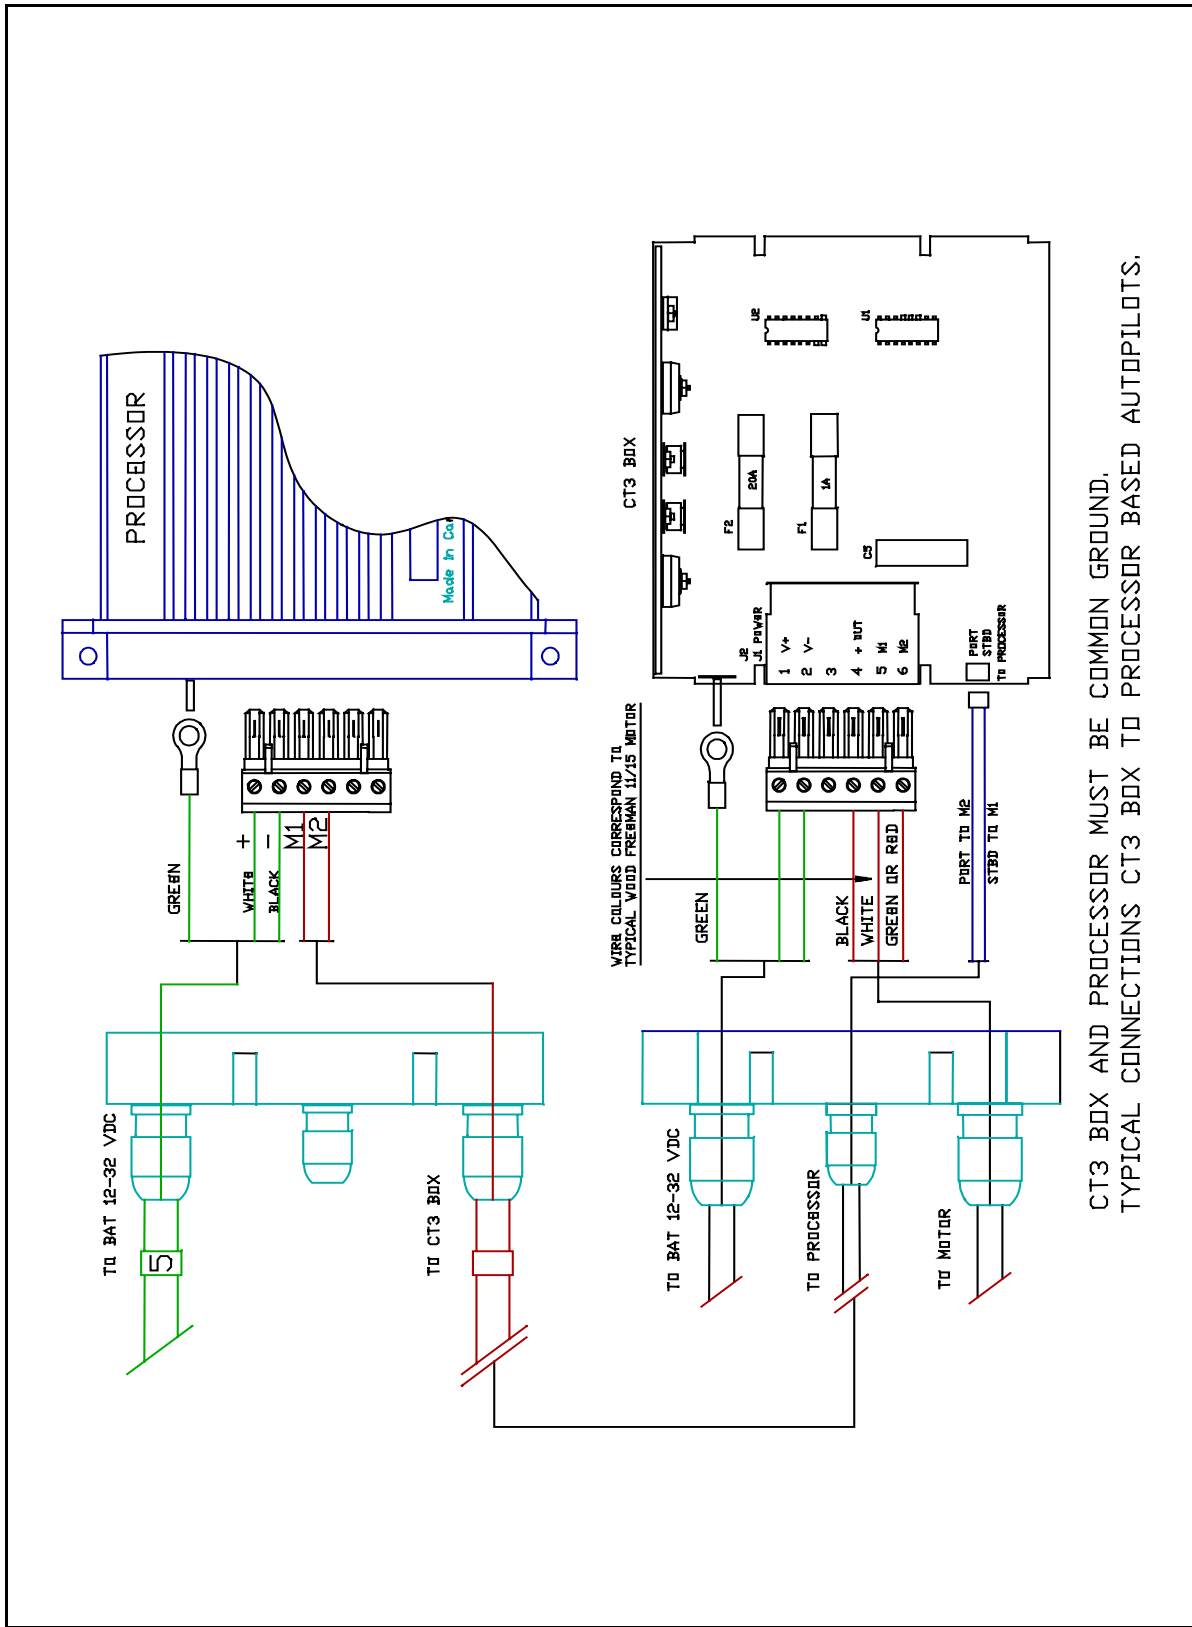 PROCESSOR
Made in Ca
GREEN
WHITE
+
BLACK
-
M1
M2
TO BAT 12-32 VDC
5
TO CT3 BOX
CT3 BOX
U2
U1
F2
20A
F1
1A
C5
J2
J1 POWER
1 V+
2 V-
3
4 + OUT
5 M1
6 M2
PORT
STBD
TO PROCESSOR
WIRE COLOURS CORRESPOND TO
TYPICAL WOOD FREEMAN 11/15 MOTOR
GREEN
BLACK
WHITE
GREEN OR RED
PORT TO M2
STBD TO M1
TO BAT 12-32 VDC
TO PROCESSOR
TO MOTOR
CT3 BOX AND PROCESSOR MUST BE COMMON GROUND.
TYPICAL CONNECTIONS CT3 BOX TO PROCESSOR BASED AUTOPILOTS.